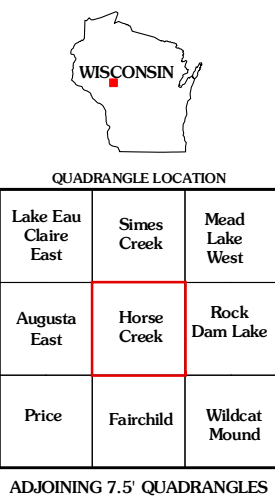 WISCONSIN
QUADRANGLE LOCATION
Lake Eau
Claire
East
Simes
Creek
Mead
Lake
West
Augusta
East
Horse
Creek
Rock
Dam Lake
Price
Fairchild
Wildcat
Mound
ADJOINING 7.5' QUADRANGLES